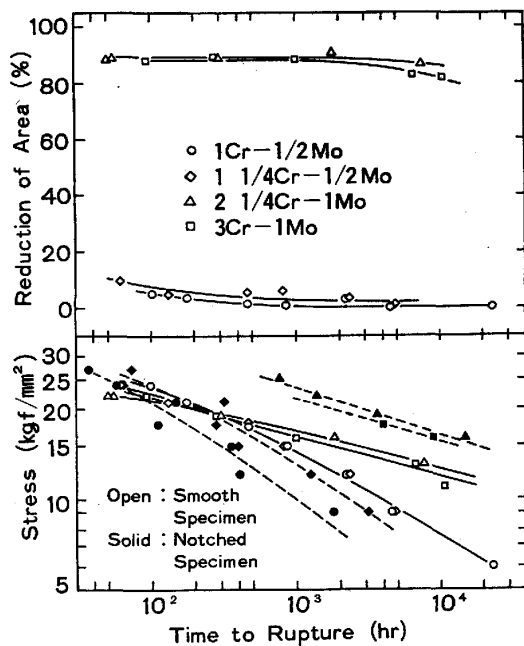 100
80
60
40
20
0
Reduction of Area (%)
1Cr−1/2Mo
1 1/4Cr−1/2Mo
2 1/4Cr−1Mo
3Cr−1Mo
30
25
20
15
10
5
Stress (kgf/mm²)
Open : Smooth
Specimen
Solid : Notched
Specimen
10² 10³ 10⁴
Time to Rupture (hr)